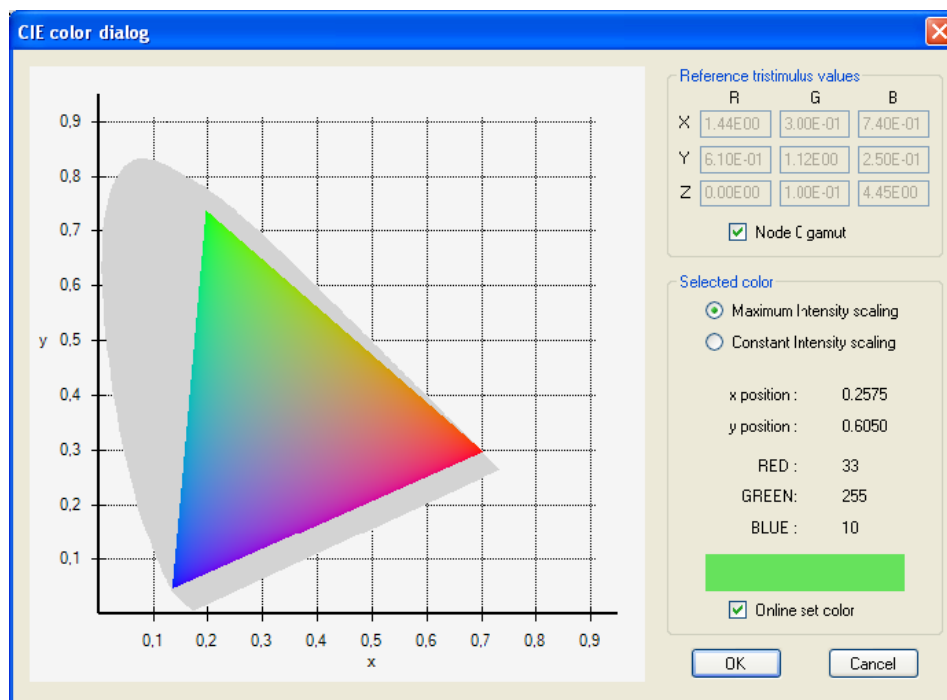 CIE color dialog
Reference tristimulus values
R G B
X 1.44E00 3.00E-01 7.40E-01
Y 6.10E-01 1.12E00 2.50E-01
Z 0.00E00 1.00E-01 4.45E00
Node C gamut
Selected color
Maximum Intensity scaling
Constant Intensity scaling
x position : 0.2575
y position : 0.6050
RED : 33
GREEN: 255
BLUE : 10
Online set color
OK Cancel
0,9
0,8
0,7
0,6
y 0,5
0,4
0,3
0,2
0,1
0,1 0,2 0,3 0,4 0,5 0,6 0,7 0,8 0,9
x